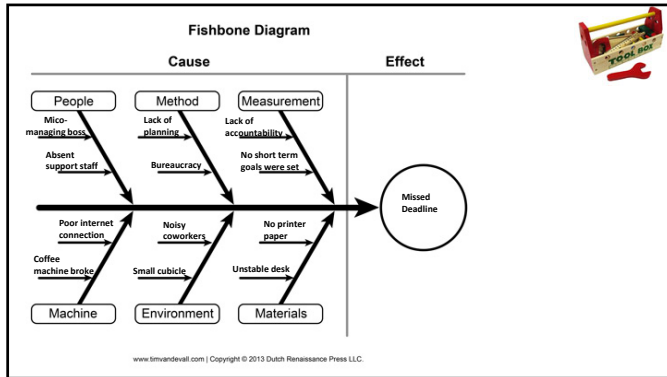 Fishbone Diagram
Cause
Effect
TOOL BOX
People
Method
Measurement
Mico-
managing boss
Lack of
planning
Lack of
accountability
Absent
support staff
Bureaucracy
No short term
goals were set
Missed
Deadline
Poor internet
connection
Noisy
coworkers
No printer
paper
Coffee
machine broke
Small cubicle
Unstable desk
Machine
Environment
Materials
www.timvandevall.com | Copyright © 2013 Dutch Renaissance Press LLC.